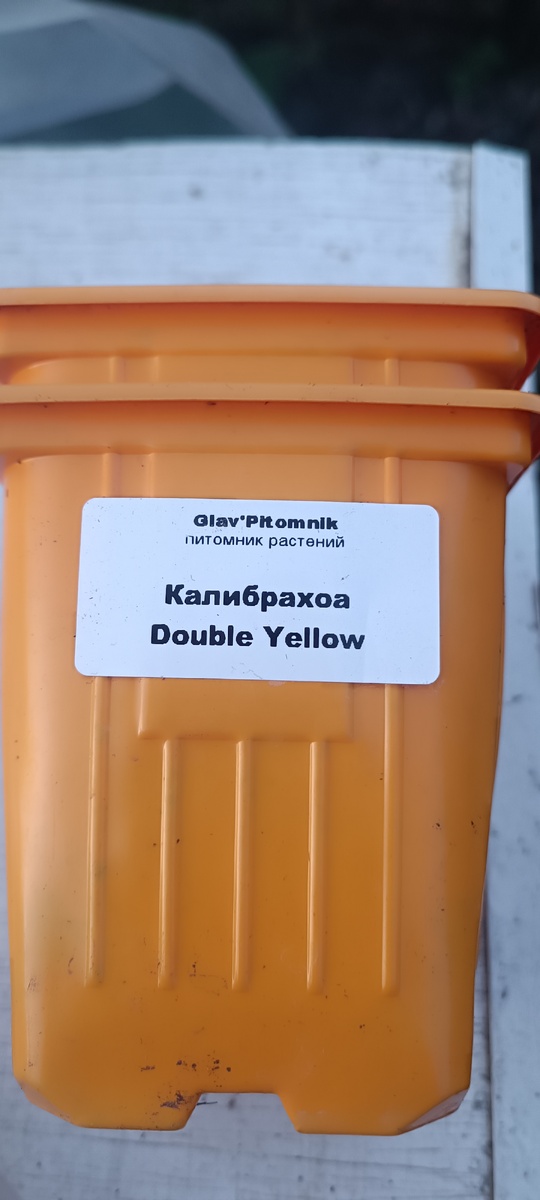 Glav'Pitomnik
питомник растений
Калибрахоа
Double Yellow